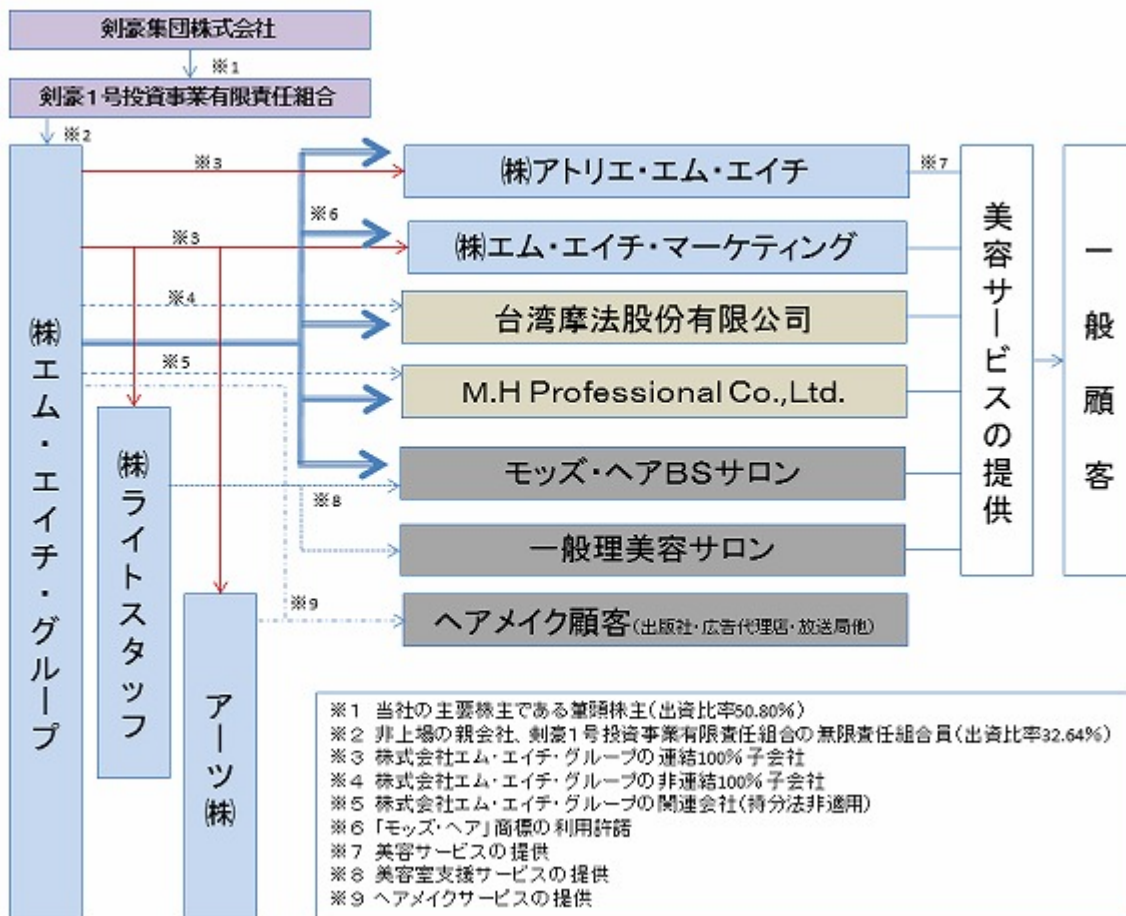 剣豪集団株式会社
※1
剣豪1号投資事業有限責任組合
※2
㈱エム・エイチ・グループ
※3
※3
※6
※4
※5
㈱ライトスタッフ
アーツ㈱
※8
※9
㈱アトリエ・エム・エイチ
㈱エム・エイチ・マーケティング
台湾摩法股份有限公司
M.H Professional Co.,Ltd.
モッズ・ヘアBSサロン
一般理美容サロン
ヘアメイク顧客(出版社・広告代理店・放送局他)
※7
美容サービスの提供
一般顧客
※1 当社の主要株主である筆頭株主(出資比率50.80%)
※2 非上場の親会社、剣豪1号投資事業有限責任組合の無限責任組合員(出資比率32.64%)
※3 株式会社エム・エイチ・グループの連結100%子会社
※4 株式会社エム・エイチ・グループの非連結100%子会社
※5 株式会社エム・エイチ・グループの関連会社(持分法非適用)
※6 「モッズ・ヘア」商標の利用許諾
※7 美容サービスの提供
※8 美容室支援サービスの提供
※9 ヘアメイクサービスの提供